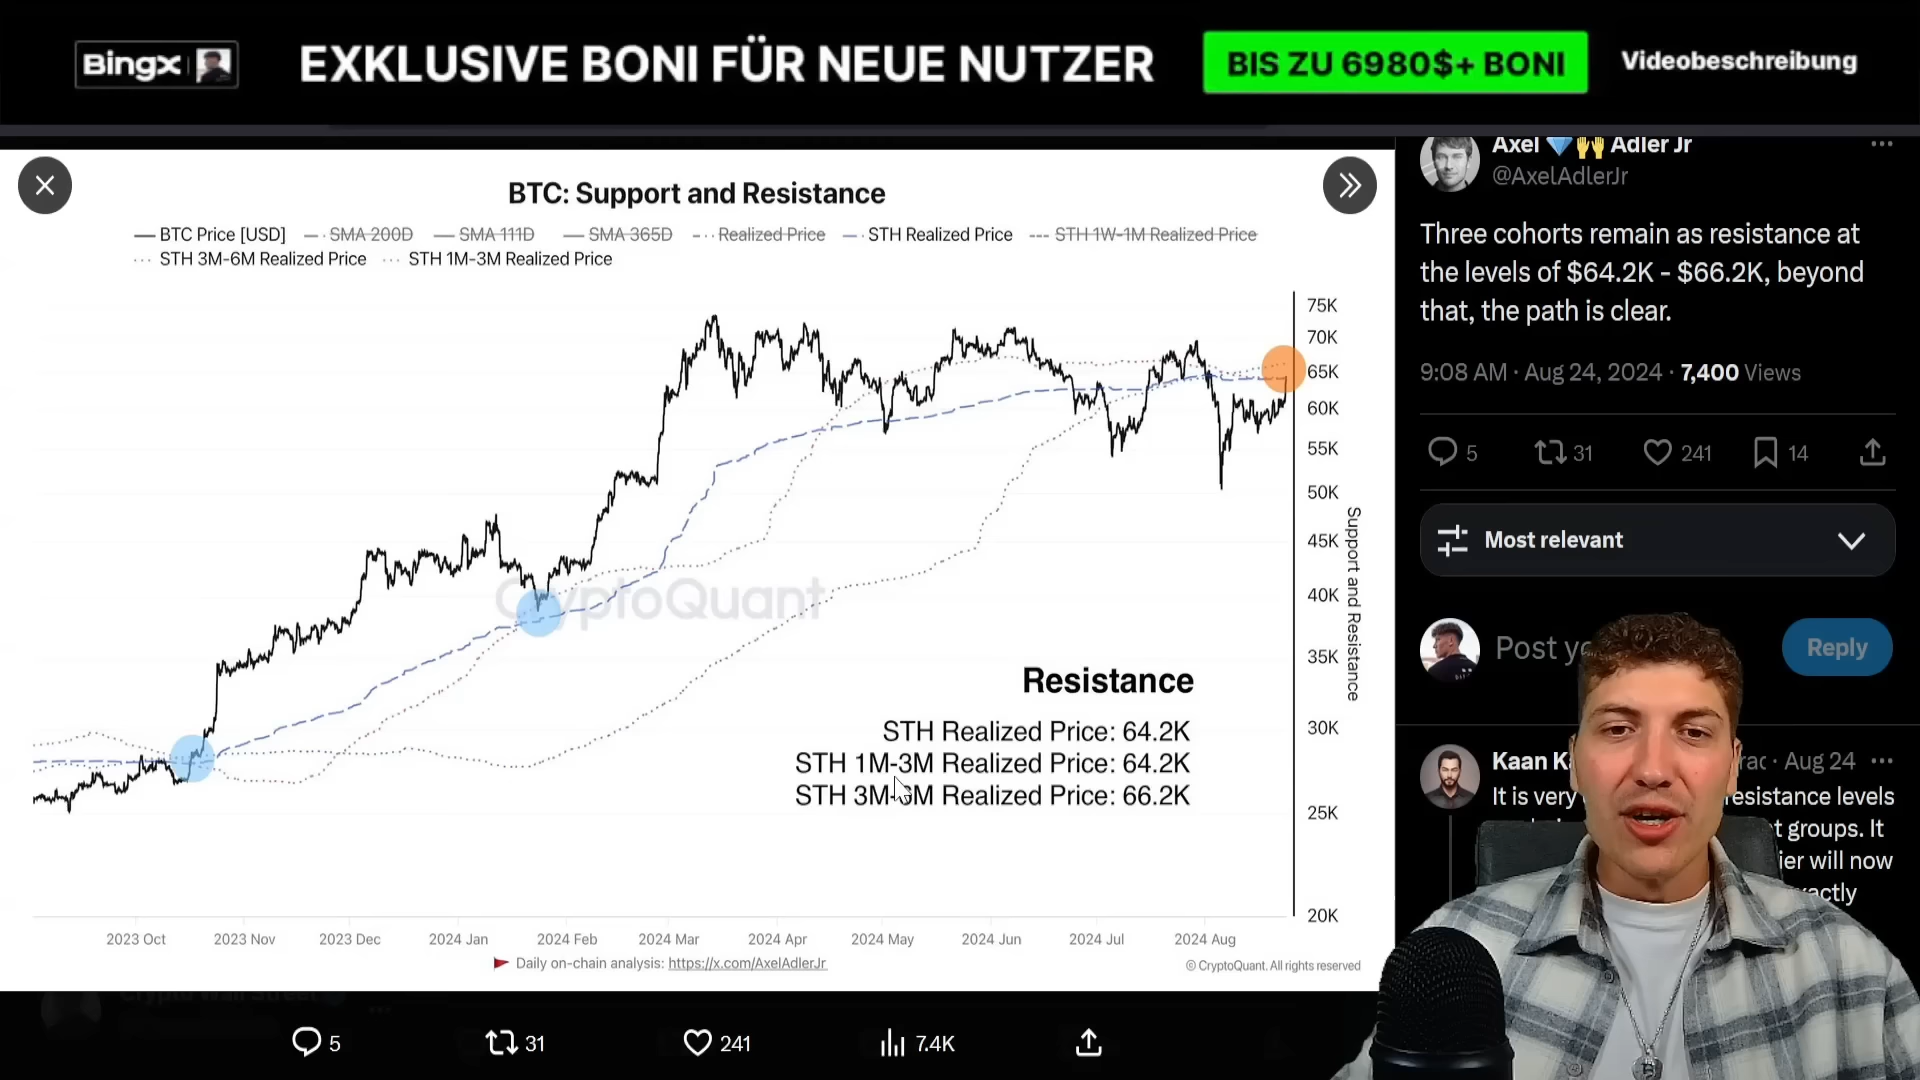 Bingx
EXKLUSIVE BONI FÜR NEUE NUTZER
BIS ZU 6980$+ BONI
Videobeschreibung
BTC: Support and Resistance
BTC Price [USD] SMA 200D SMA 111D SMA 365D Realized Price STH Realized Price STH 1W-1M Realized Price
STH 3M-6M Realized Price STH 1M-3M Realized Price
75K
70K
65K
60K
55K
50K
45K
40K
35K
30K
25K
20K
Support and Resistance
CryptoQuant
Resistance
STH Realized Price: 64.2K
STH 1M-3M Realized Price: 64.2K
STH 3M-6M Realized Price: 66.2K
2023 Oct 2023 Nov 2023 Dec 2024 Jan 2024 Feb 2024 Mar 2024 Apr 2024 May 2024 Jun 2024 Jul 2024 Aug
Daily on-chain analysis: https://x.com/AxelAdlerJr
© CryptoQuant. All rights reserved
5 31 241 7.4K
Axel 💎🙌 Adler Jr
@AxelAdlerJr
Three cohorts remain as resistance at
the levels of $64.2K - $66.2K, beyond
that, the path is clear.
9:08 AM · Aug 24, 2024 · 7,400 Views
5 31 241 14
Most relevant
Post
Reply
Kaan · Aug 24
It is very resistance levels
groups. It
will now